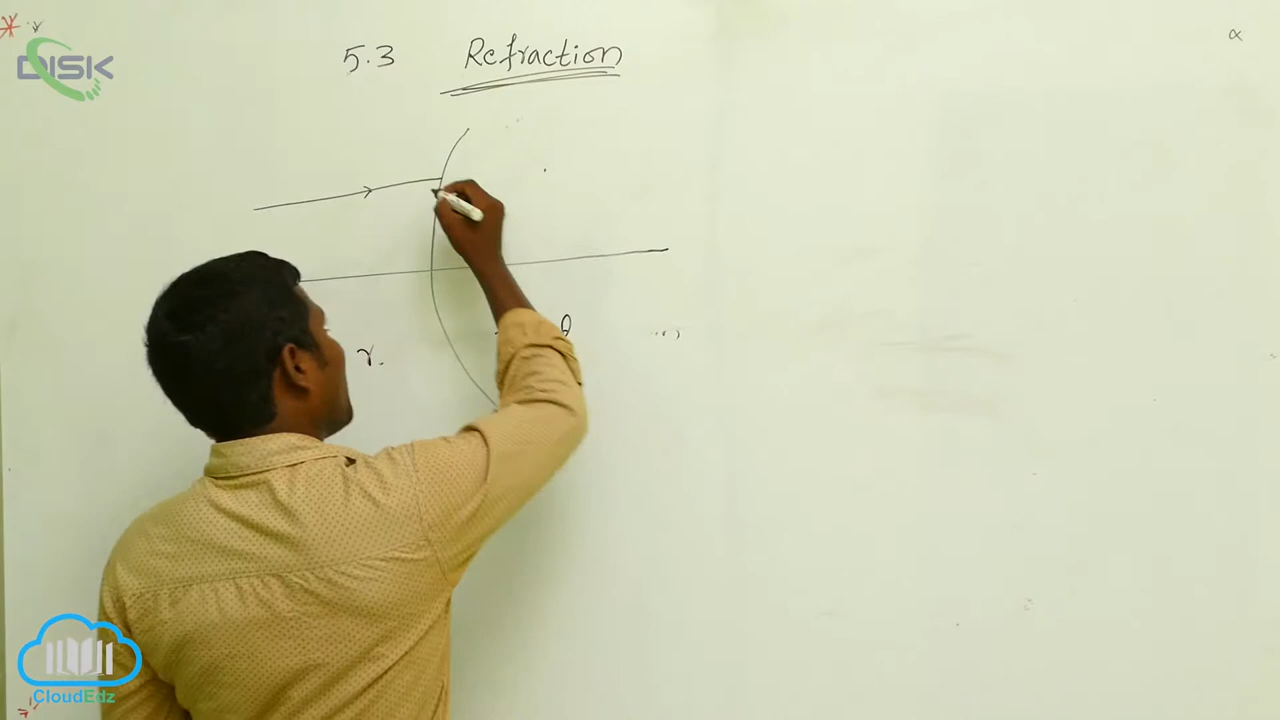 DISK
5.3 Refraction
α
θ
r.
CloudEdz